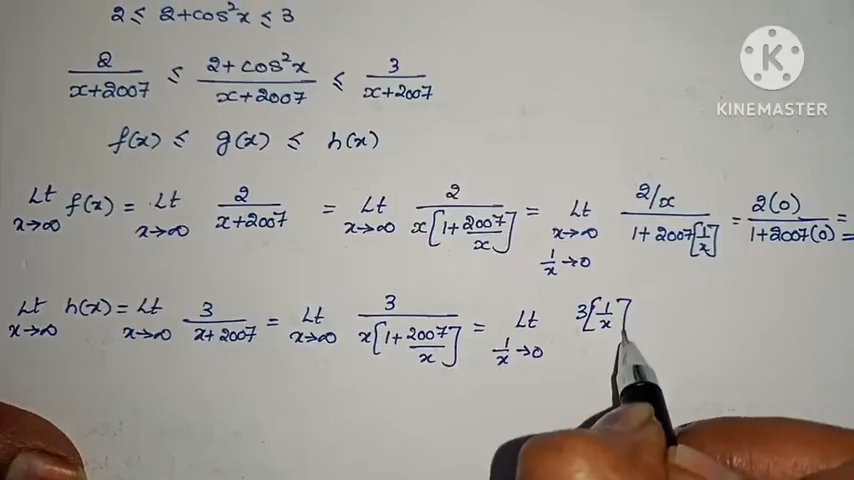 2 ≤ 2+cos²x ≤ 3
2/(x+2007) ≤ (2+cos²x)/(x+2007) ≤ 3/(x+2007)
K
KINEMASTER
f(x) ≤ g(x) ≤ h(x)
Lt x→∞ f(x) = Lt x→∞ 2/(x+2007) = Lt x→∞ 2/(x[1+2007/x]) = Lt x→∞ 1/x→0 (2/x)/(1+2007[1/x]) = 2(0)/(1+2007(0) = =
Lt x→∞ h(x) = Lt x→∞ 3/(x+2007) = Lt x→∞ 3/(x[1+2007/x]) = Lt 1/x→0 3[1/x]